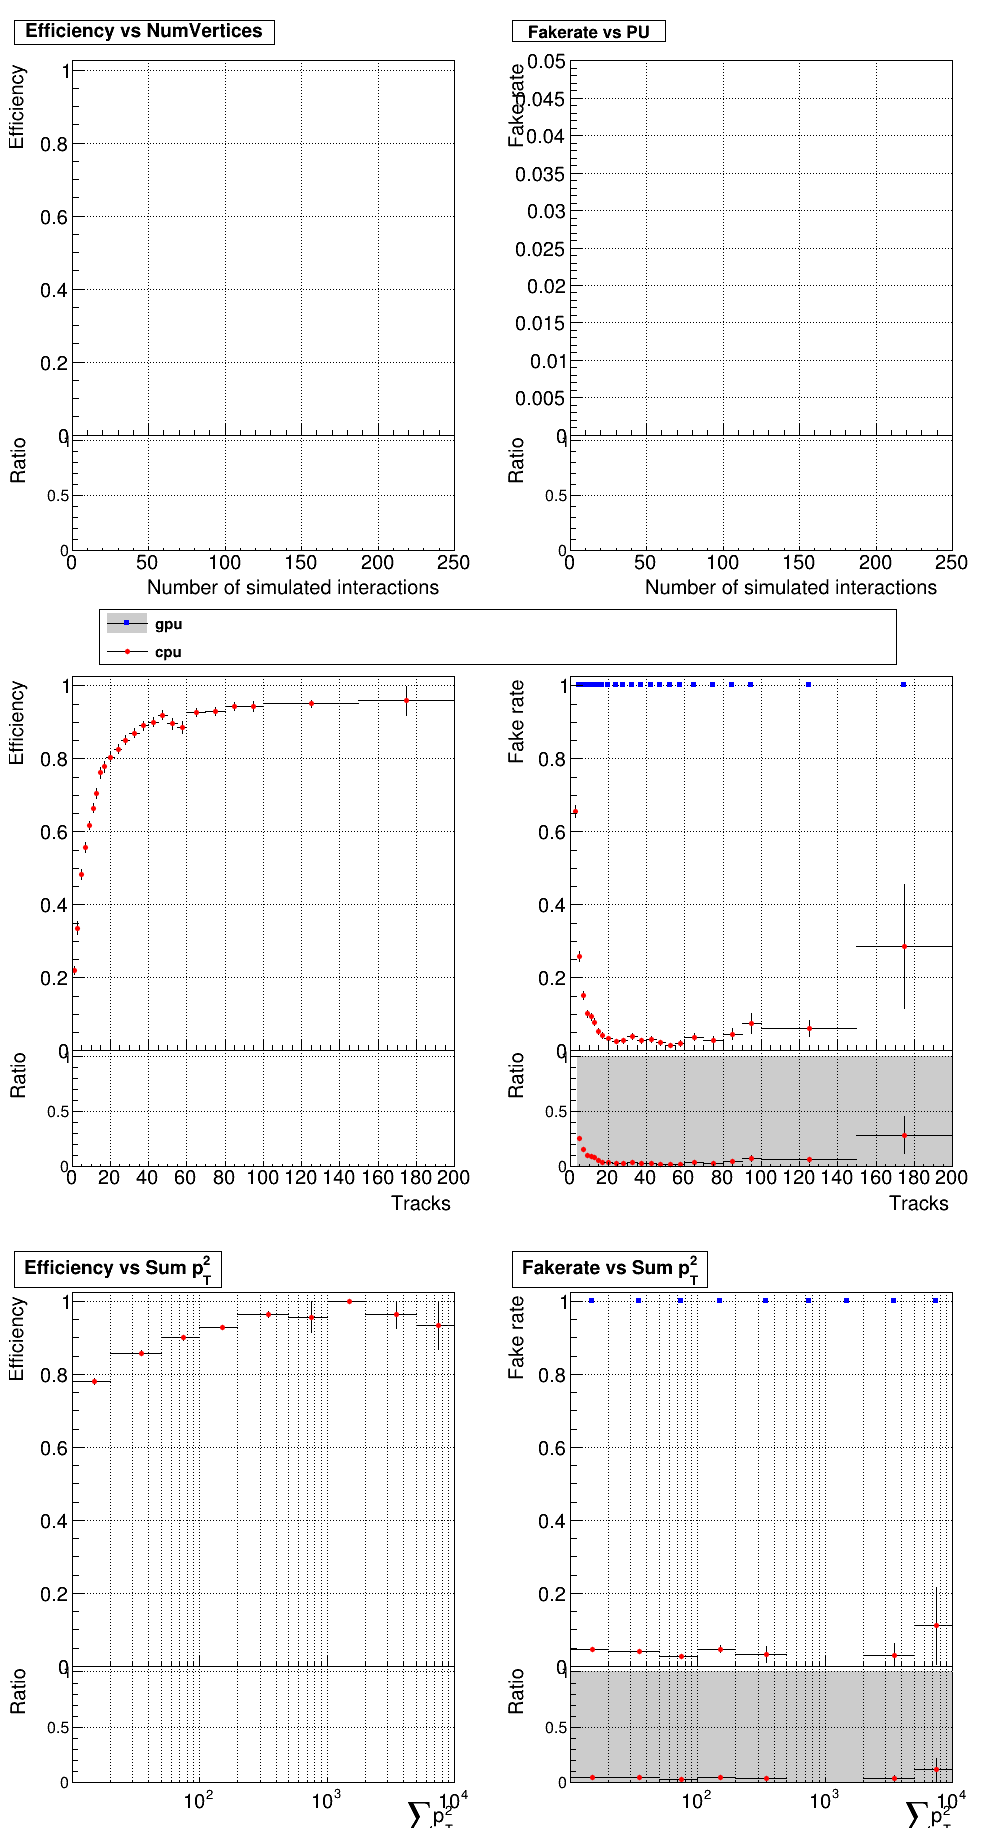 Efficiency vs NumVertices
Efficiency
1
0.8
0.6
0.4
0.2
0
Ratio
1
0.5
0
0 50 100 150 200 250
Number of simulated interactions
Fakerate vs PU
Fake rate
0.05
0.045
0.04
0.035
0.03
0.025
0.02
0.015
0.01
0.005
0
Ratio
1
0.5
0
0 50 100 150 200 250
Number of simulated interactions
gpu
cpu
Efficiency
1
0.8
0.6
0.4
0.2
0
Ratio
1
0.5
0
0 20 40 60 80 100 120 140 160 180 200
Tracks
Fake rate
1
0.8
0.6
0.4
0.2
0
Ratio
1
0.5
0
0 20 40 60 80 100 120 140 160 180 200
Tracks
Efficiency vs Sum p_T^2
Efficiency
1
0.8
0.6
0.4
0.2
0
Ratio
1
0.5
0
10^2 10^3 10^4
∑p_T^2
Fakerate vs Sum p_T^2
Fake rate
1
0.8
0.6
0.4
0.2
0
Ratio
1
0.5
0
10^2 10^3 10^4
∑p_T^2